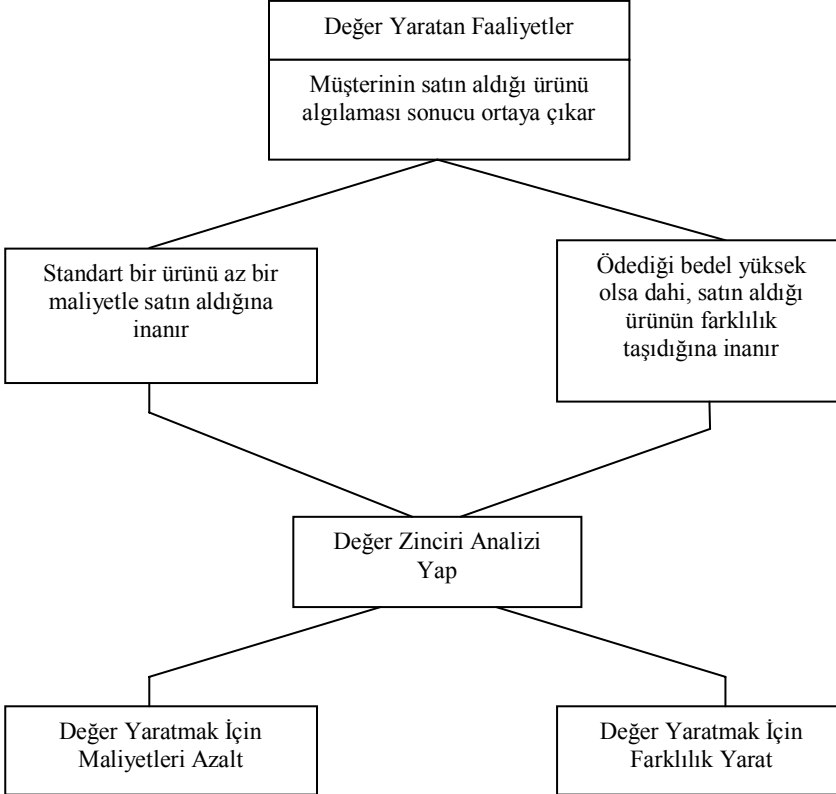 Değer Yaratan Faaliyetler
Müşterinin satın aldığı ürünü
algılaması sonucu ortaya çıkar
Standart bir ürünü az bir
maliyetle satın aldığına
inanır
Ödediği bedel yüksek
olsa dahi, satın aldığı
ürünün farklılık
taşıdığına inanır
Değer Zinciri Analizi
Yap
Değer Yaratmak İçin
Maliyetleri Azalt
Değer Yaratmak İçin
Farklılık Yarat